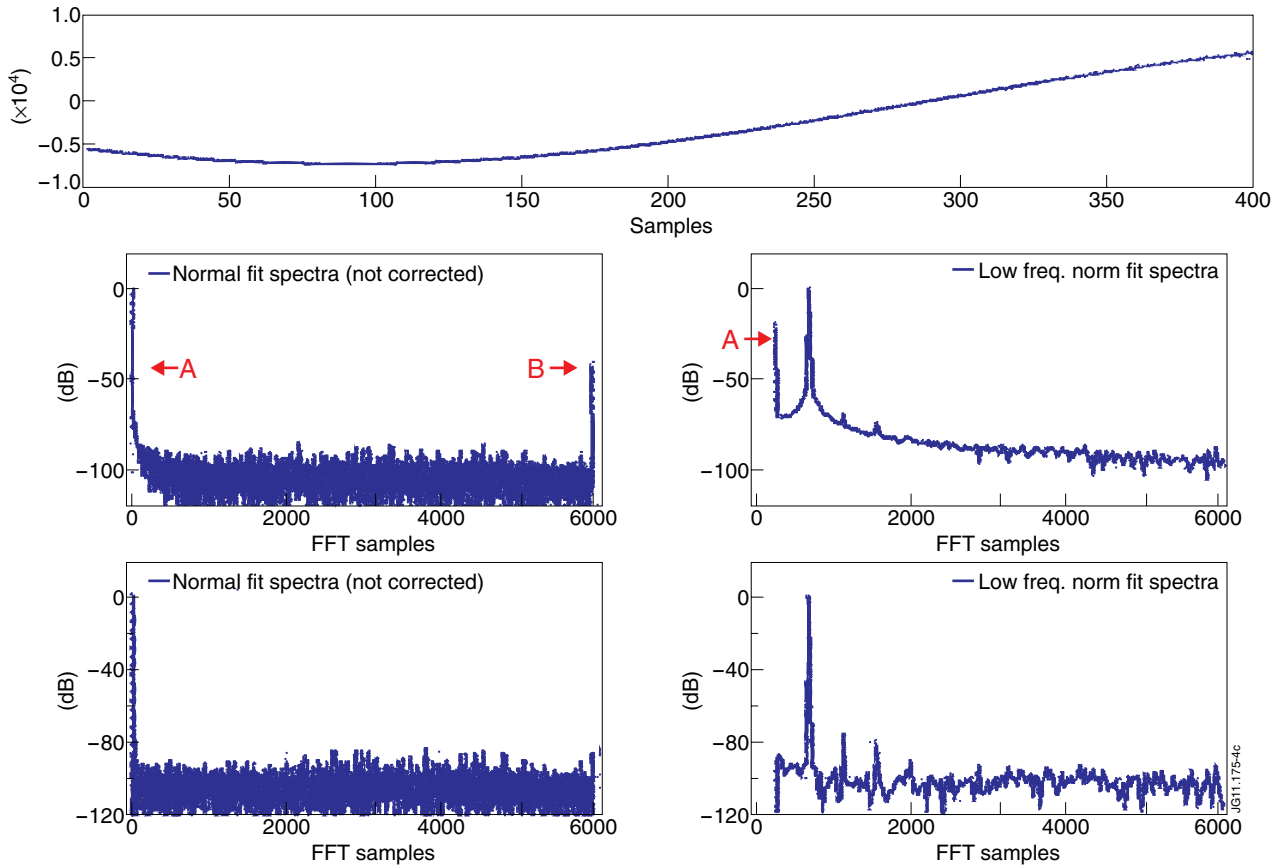 1.0
0.5
0
−0.5
−1.0
(×10⁴)
0 50 100 150 200 250 300 350 400
Samples
Normal fit spectra (not corrected)
0
−50
−100
(dB)
A
B
0 2000 4000 6000
FFT samples
Low freq. norm fit spectra
0
−50
−100
(dB)
A
0 2000 4000 6000
FFT samples
Normal fit spectra (not corrected)
0
−40
−80
−120
(dB)
0 2000 4000 6000
FFT samples
Low freq. norm fit spectra
0
−40
−80
−120
(dB)
0 2000 4000 6000
FFT samples
JG11.175-4c